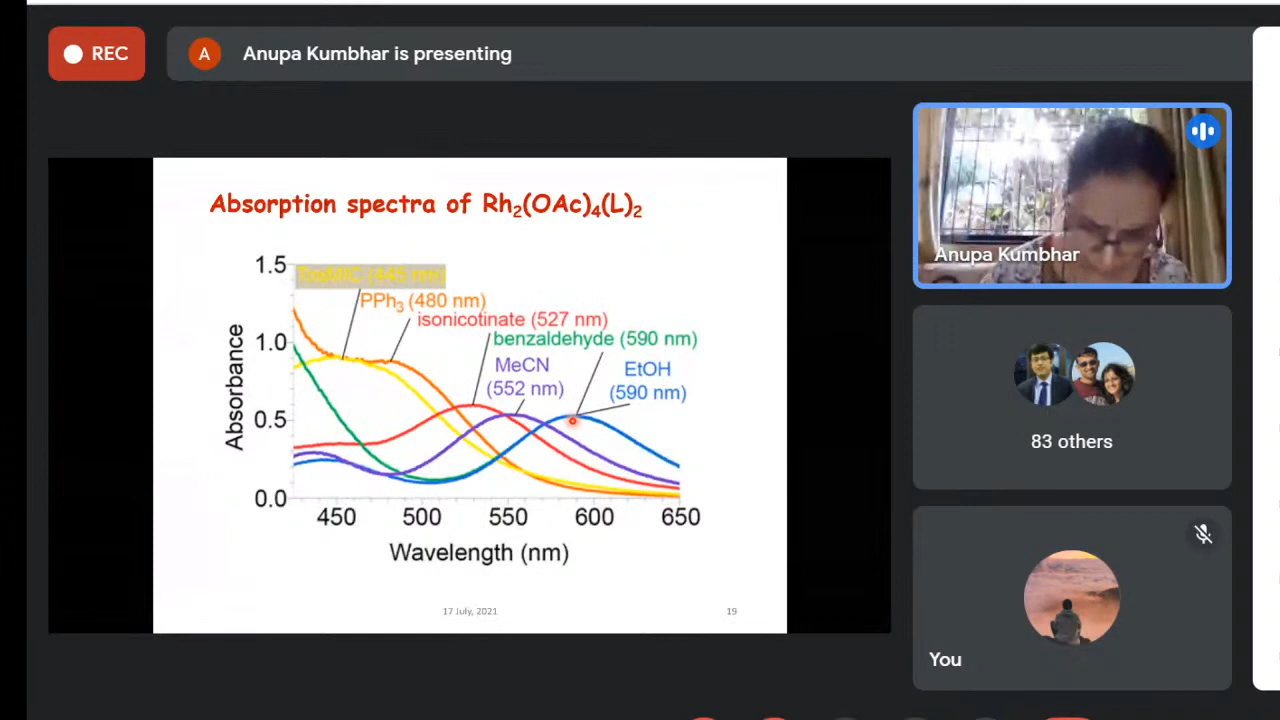 REC
A
Anupa Kumbhar is presenting
Absorption spectra of Rh₂(OAc)₄(L)₂
1.5
TosMIC (445 nm)
PPh₃ (480 nm)
isonicotinate (527 nm)
benzaldehyde (590 nm)
MeCN
(552 nm)
EtOH
(590 nm)
1.0
0.5
0.0
Absorbance
450 500 550 600 650
Wavelength (nm)
17 July, 2021 19
Anupa Kumbhar
83 others
You